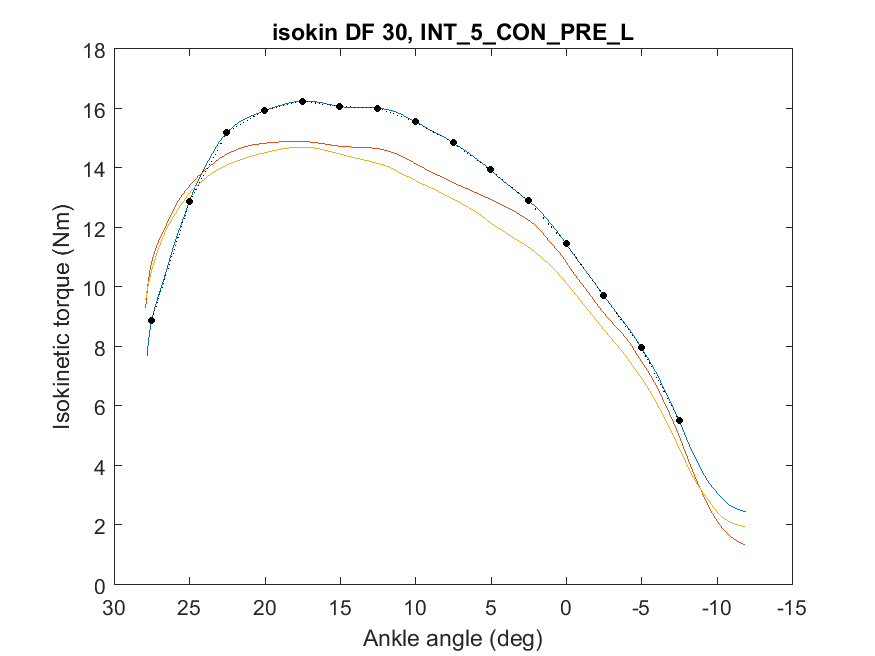 isokin DF 30, INT_5_CON_PRE_L
18
16
14
12
10
8
6
4
2
0
Isokinetic torque (Nm)
30 25 20 15 10 5 0 -5 -10 -15
Ankle angle (deg)